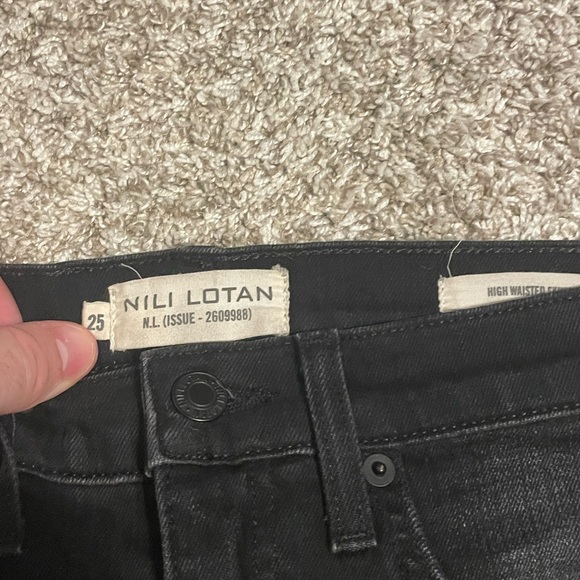 25
NILI LOTAN
N.L. (ISSUE - 2609988)
HIGH WAISTED